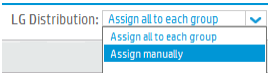 LG Distribution: Assign all to each group
Assign all to each group
Assign manually